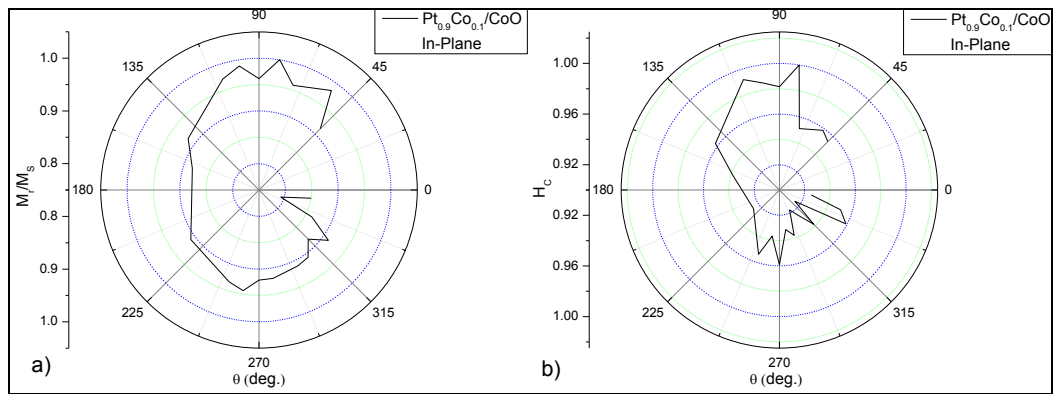 90
Pt0.9Co0.1/CoO
In-Plane
135
45
1.0
0.9
0.8
0.8
0.9
1.0
Mr/Ms
180
0
225
315
270
θ (deg.)
a)
90
Pt0.9Co0.1/CoO
In-Plane
135
45
1.00
0.96
0.92
0.92
0.96
1.00
HC
180
0
225
315
270
θ (deg.)
b)